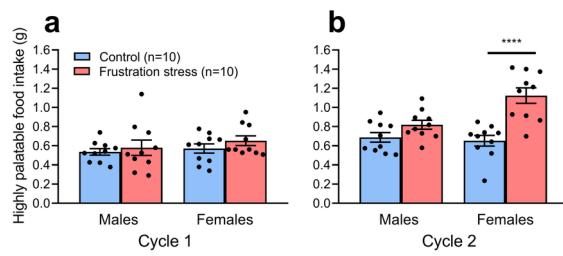 a
b
Highly palatable food intake (g)
1.6
1.4
1.2
1.0
0.8
0.6
0.4
0.2
0.0
Control (n=10)
Frustration stress (n=10)
Males
Females
Cycle 1
1.6
1.4
1.2
1.0
0.8
0.6
0.4
0.2
0.0
****
Males
Females
Cycle 2